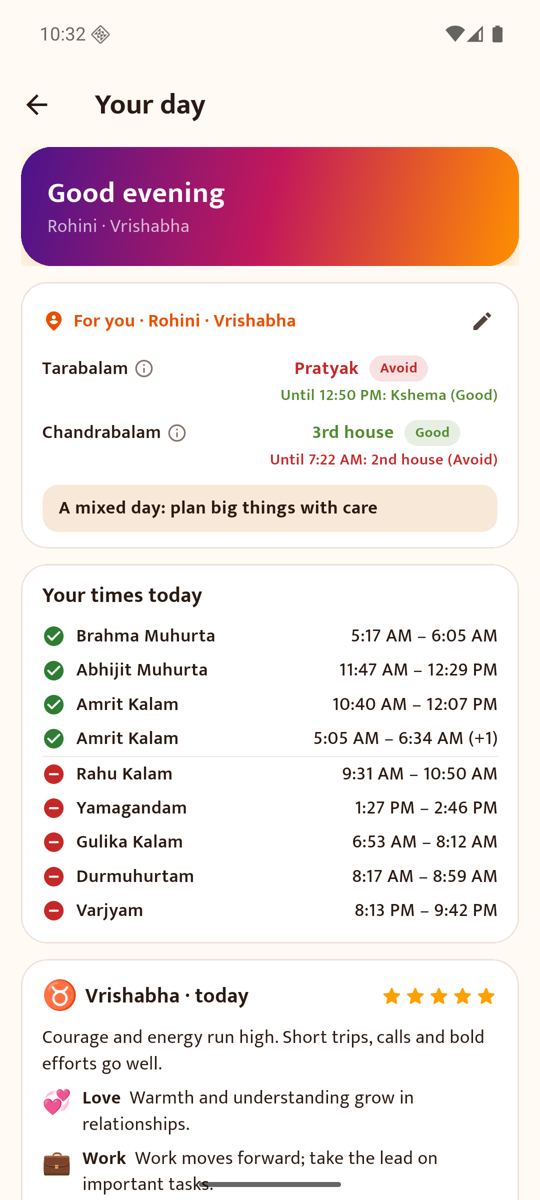 10:32
Your day
Good evening
Rohini · Vrishabha
For you · Rohini · Vrishabha
Tarabalam Pratyak Avoid
Until 12:50 PM: Kshema (Good)
Chandrabalam 3rd house Good
Until 7:22 AM: 2nd house (Avoid)
A mixed day: plan big things with care
Your times today
Brahma Muhurta 5:17 AM – 6:05 AM
Abhijit Muhurta 11:47 AM – 12:29 PM
Amrit Kalam 10:40 AM – 12:07 PM
Amrit Kalam 5:05 AM – 6:34 AM (+1)
Rahu Kalam 9:31 AM – 10:50 AM
Yamagandam 1:27 PM – 2:46 PM
Gulika Kalam 6:53 AM – 8:12 AM
Durmuhurtam 8:17 AM – 8:59 AM
Varjyam 8:13 PM – 9:42 PM
Vrishabha · today
Courage and energy run high. Short trips, calls and bold
efforts go well.
Love Warmth and understanding grow in
relationships.
Work Work moves forward; take the lead on
important tasks.